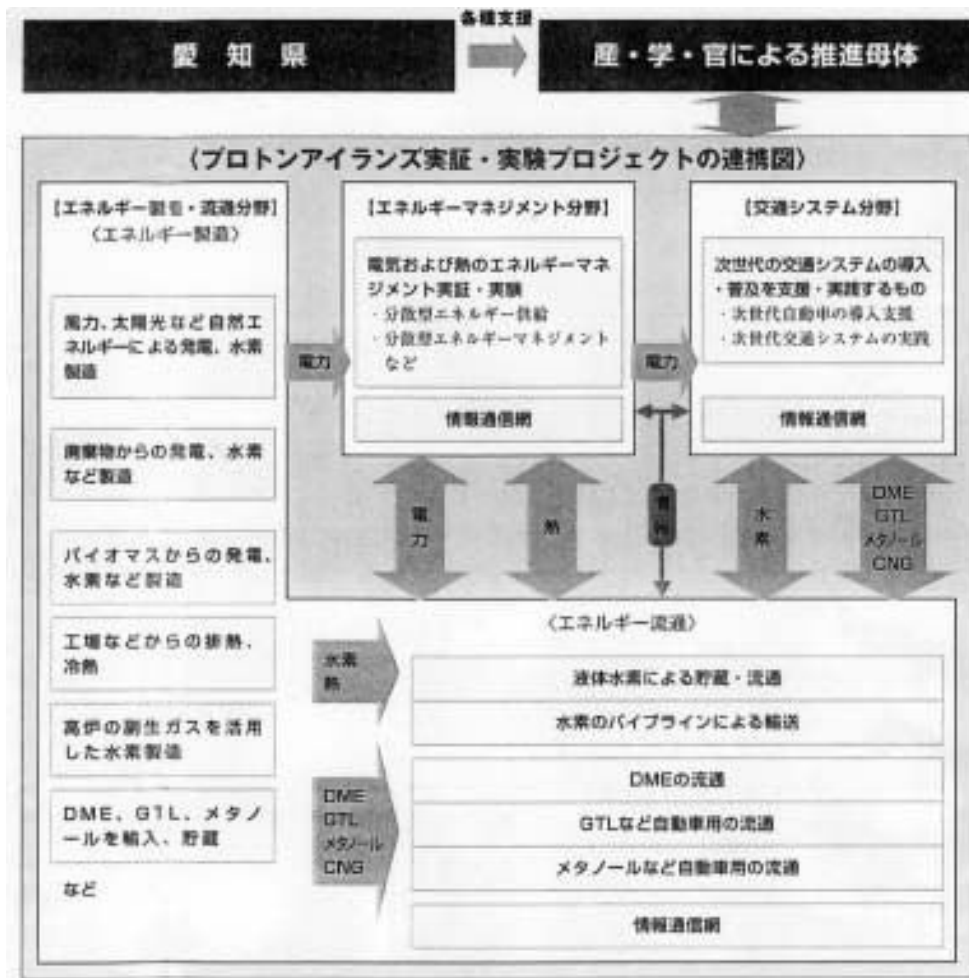 各種支援
愛知県
産・学・官による推進母体
〈プロトンアイランズ実証・実験プロジェクトの連携図〉
【エネルギー製造・流通分野】
〈エネルギー製造〉
風力、太陽光など自然エ
ネルギーによる発電、水素
製造
廃棄物からの発電、水素
など製造
バイオマスからの発電、
水素など製造
工場などからの排熱、
冷熱
高炉の副生ガスを活用
した水素製造
DME、GTL、メタノ
ールを輸入、貯蔵
など
電力
【エネルギーマネジメント分野】
電気および熱のエネルギーマネ
ジメント実証・実験
・分散型エネルギー供給
・分散型エネルギーマネジメント
など
情報通信網
電力
【交通システム分野】
次世代の交通システムの導入
・普及を支援・実践するもの
・次世代自動車の導入支援
・次世代交通システムの実践
情報通信網
電力
熱
水素
DME
GTL
メタノール
CNG
〈エネルギー流通〉
水素
熱
液体水素による貯蔵・流通
水素のパイプラインによる輸送
DME
GTL
メタノール
CNG
DMEの流通
GTLなど自動車用の流通
メタノールなど自動車用の流通
情報通信網